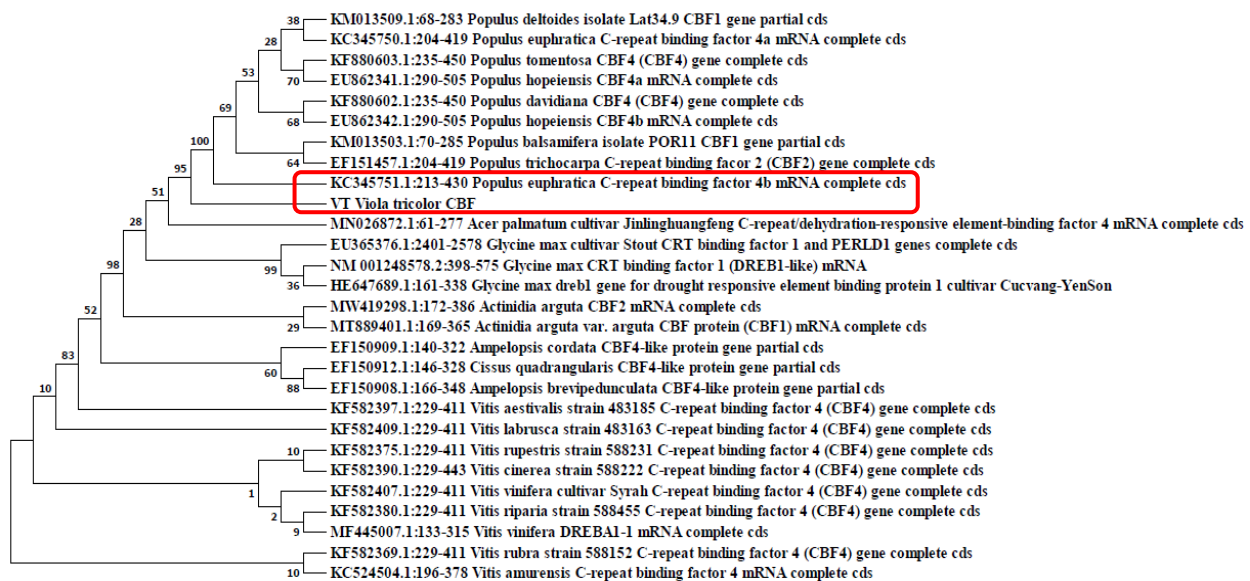 KM013509.1:68-283 Populus deltoides isolate Lat34.9 CBF1 gene partial cds
38
KC345750.1:204-419 Populus euphratica C-repeat binding factor 4a mRNA complete cds
28
KF880603.1:235-450 Populus tomentosa CBF4 (CBF4) gene complete cds
EU862341.1:290-505 Populus hopeiensis CBF4a mRNA complete cds
70
53
KF880602.1:235-450 Populus davidiana CBF4 (CBF4) gene complete cds
EU862342.1:290-505 Populus hopeiensis CBF4b mRNA complete cds
68
69
KM013503.1:70-285 Populus balsamifera isolate POR11 CBF1 gene partial cds
EF151457.1:204-419 Populus trichocarpa C-repeat binding facor 2 (CBF2) gene complete cds
64
100
KC345751.1:213-430 Populus euphratica C-repeat binding factor 4b mRNA complete cds
95
VT Viola tricolor CBF
51
MN026872.1:61-277 Acer palmatum cultivar Jinlinghuangfeng C-repeat/dehydration-responsive element-binding factor 4 mRNA complete cds
28
EU365376.1:2401-2578 Glycine max cultivar Stout CRT binding factor 1 and PERLD1 genes complete cds
99
NM 001248578.2:398-575 Glycine max CRT binding factor 1 (DREB1-like) mRNA
36
HE647689.1:161-338 Glycine max dreb1 gene for drought responsive element binding protein 1 cultivar Cucvang-YenSon
98
MW419298.1:172-386 Actinidia arguta CBF2 mRNA complete cds
29
MT889401.1:169-365 Actinidia arguta var. arguta CBF protein (CBF1) mRNA complete cds
52
EF150909.1:140-322 Ampelopsis cordata CBF4-like protein gene partial cds
60
EF150912.1:146-328 Cissus quadrangularis CBF4-like protein gene partial cds
88
EF150908.1:166-348 Ampelopsis brevipedunculata CBF4-like protein gene partial cds
83
KF582397.1:229-411 Vitis aestivalis strain 483185 C-repeat binding factor 4 (CBF4) gene complete cds
10
KF582409.1:229-411 Vitis labrusca strain 483163 C-repeat binding factor 4 (CBF4) gene complete cds
KF582375.1:229-411 Vitis rupestris strain 588231 C-repeat binding factor 4 (CBF4) gene complete cds
10
KF582390.1:229-443 Vitis cinerea strain 588222 C-repeat binding factor 4 (CBF4) gene complete cds
1
KF582407.1:229-411 Vitis vinifera cultivar Syrah C-repeat binding factor 4 (CBF4) gene complete cds
2
KF582380.1:229-411 Vitis riparia strain 588455 C-repeat binding factor 4 (CBF4) gene complete cds
9
MF445007.1:133-315 Vitis vinifera DREBA1-1 mRNA complete cds
KF582369.1:229-411 Vitis rubra strain 588152 C-repeat binding factor 4 (CBF4) gene complete cds
10
KC524504.1:196-378 Vitis amurensis C-repeat binding factor 4 mRNA complete cds